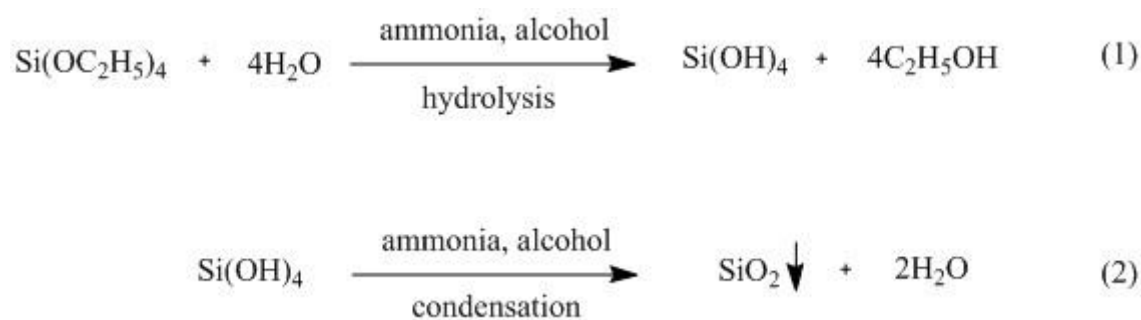 ammonia, alcohol
Si(OC₂H₅)₄ + 4H₂O Si(OH)₄ + 4C₂H₅OH (1)
hydrolysis
ammonia, alcohol
Si(OH)₄ SiO₂ + 2H₂O (2)
condensation